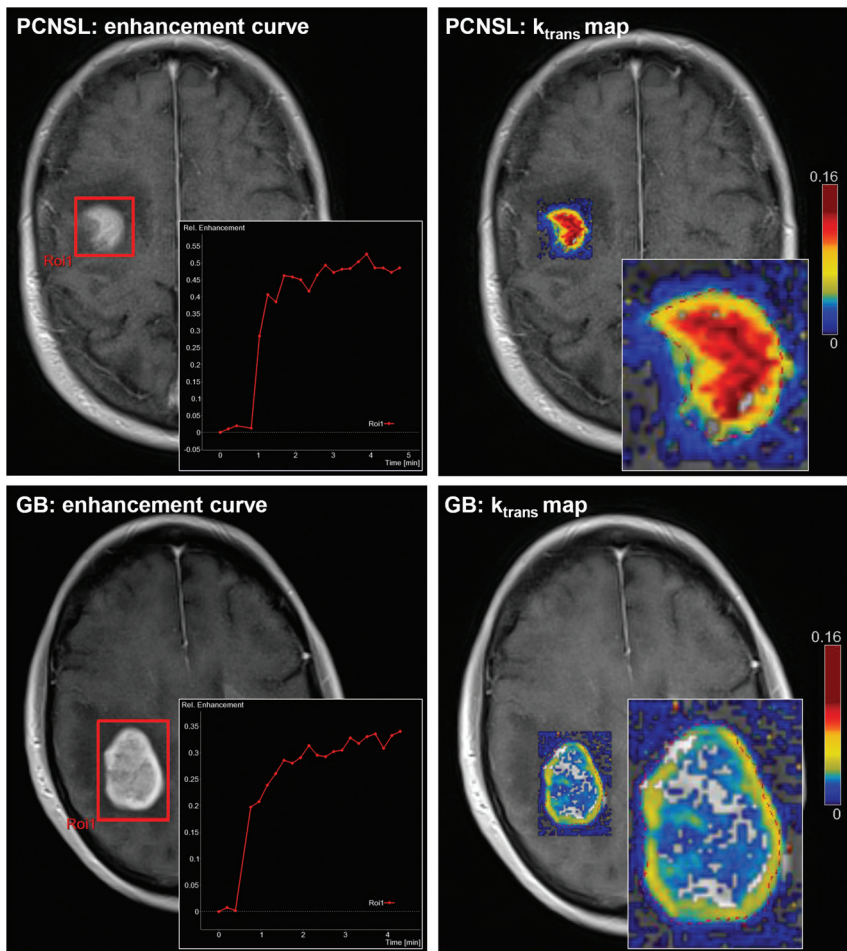 PCNSL: enhancement curve
Roi1
Rel. Enhancement
0.55
0.5
0.45
0.4
0.35
0.3
0.25
0.2
0.15
0.1
0.05
0
-0.05
Roi1
0 1 2 3 4 5
Time [min]
PCNSL: ktrans map
0.16
0
GB: enhancement curve
Roi1
Rel. Enhancement
0.35
0.3
0.25
0.2
0.15
0.1
0.05
0
Roi1
0 1 2 3 4
Time [min]
GB: ktrans map
0.16
0